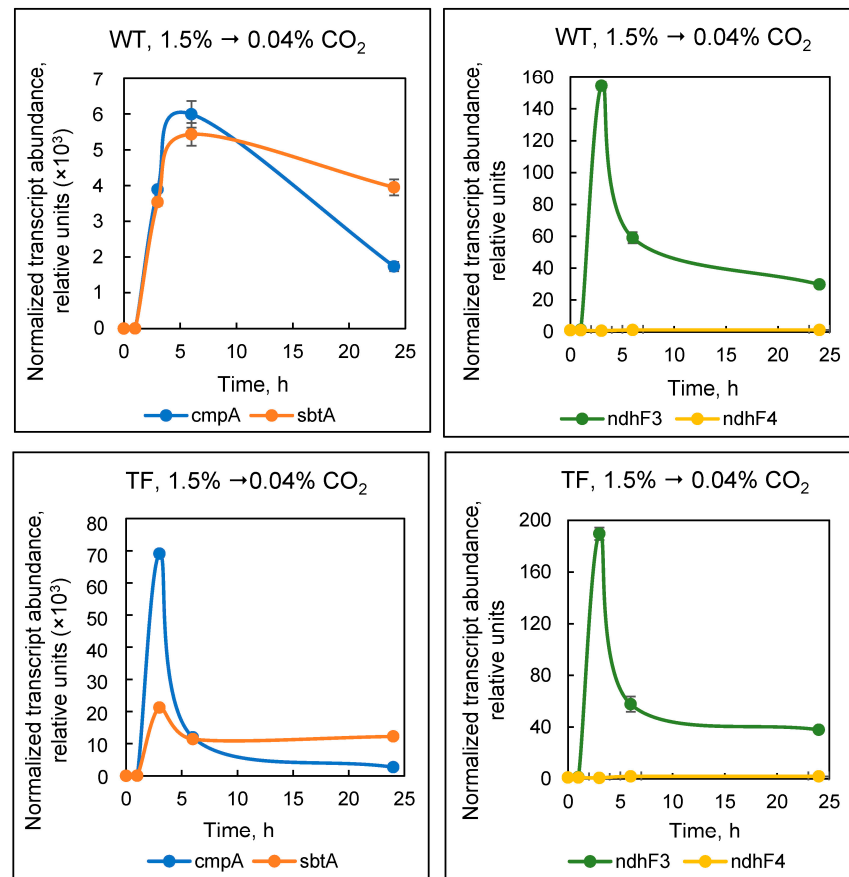 WT, 1.5% → 0.04% CO₂
Normalized transcript abundance,
relative units (×10³)
7
6
5
4
3
2
1
0
0 5 10 15 20 25
Time, h
cmpA sbtA
WT, 1.5% → 0.04% CO₂
Normalized transcript abundance,
relative units
160
140
120
100
80
60
40
20
0
0 5 10 15 20 25
Time, h
ndhF3 ndhF4
TF, 1.5% →0.04% CO₂
Normalized transcript abundance,
relative units (×10³)
80
70
60
50
40
30
20
10
0
0 5 10 15 20 25
Time, h
cmpA sbtA
TF, 1.5% → 0.04% CO₂
Normalized transcript abundance,
relative units
200
160
120
80
40
0
0 5 10 15 20 25
Time, h
ndhF3 ndhF4